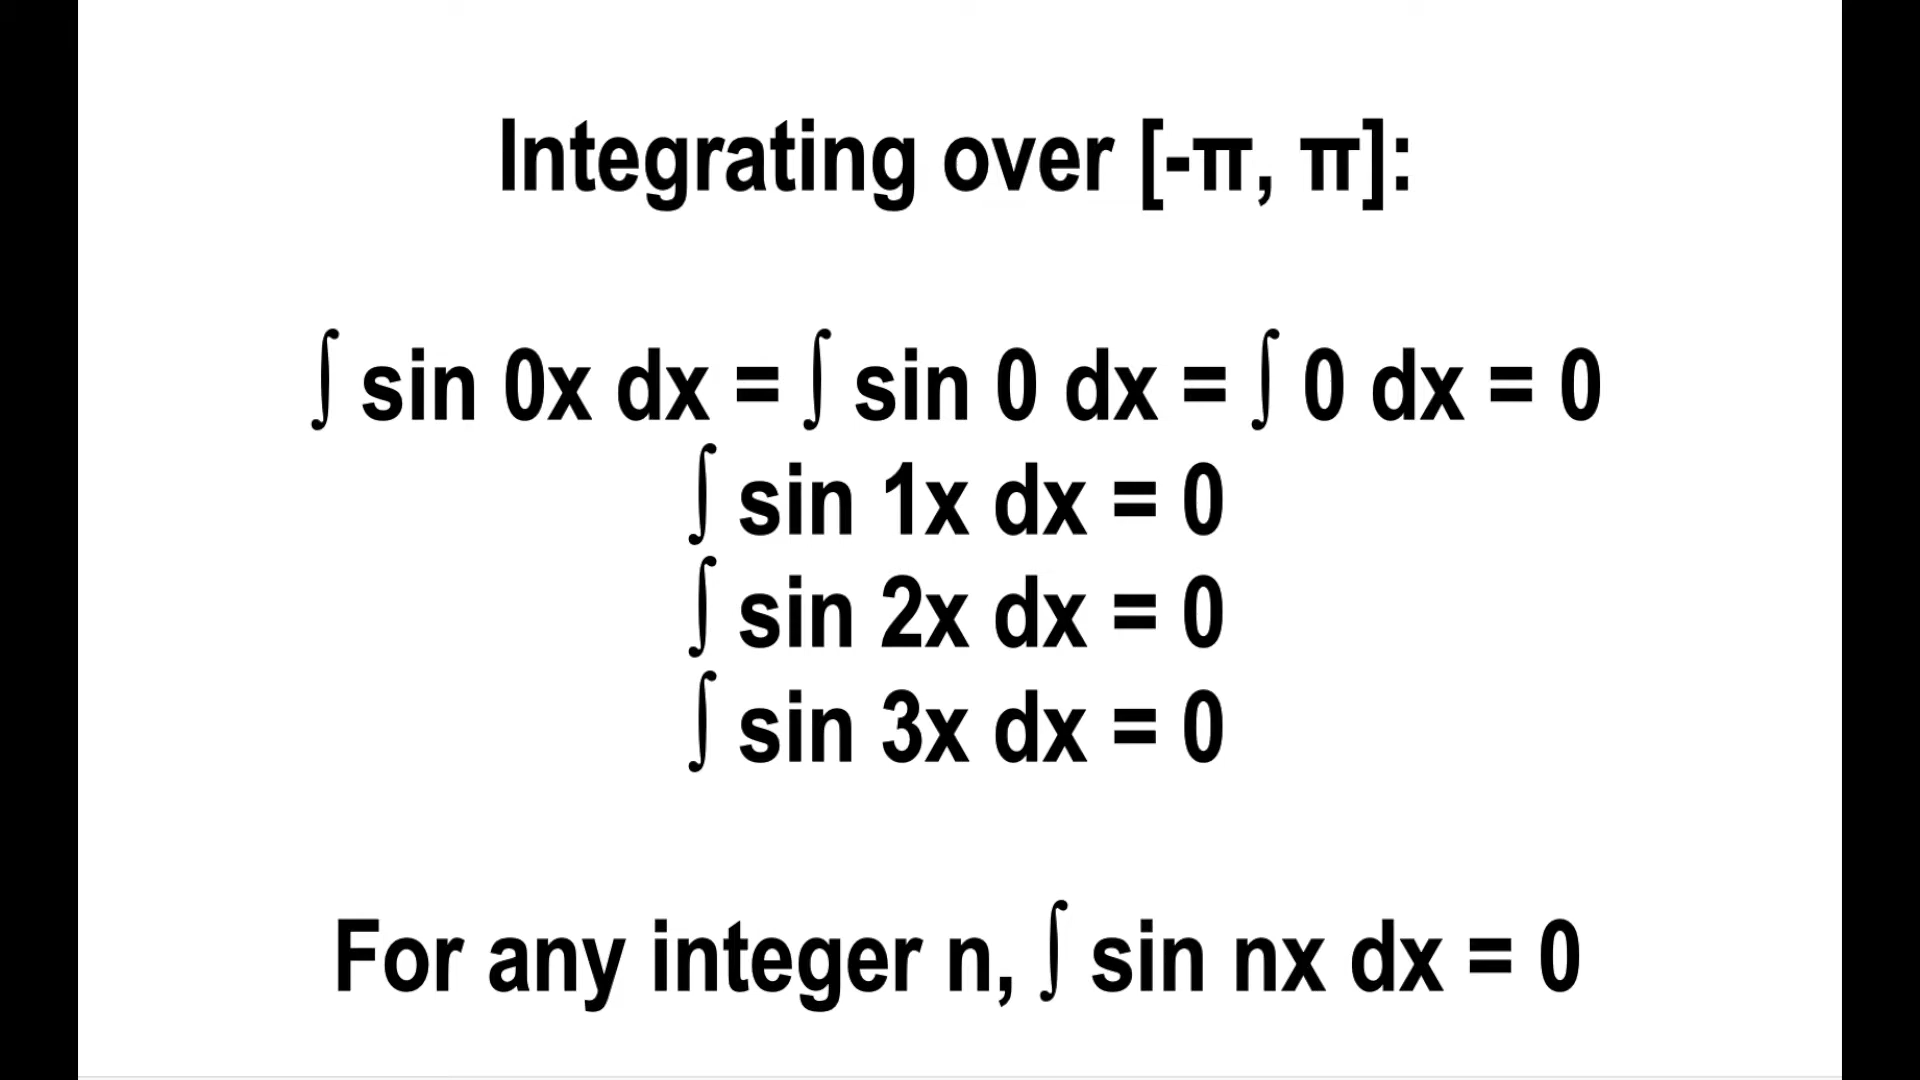 Integrating over [-π, π]:
∫ sin 0x dx = ∫ sin 0 dx = ∫ 0 dx = 0
∫ sin 1x dx = 0
∫ sin 2x dx = 0
∫ sin 3x dx = 0
For any integer n, ∫ sin nx dx = 0